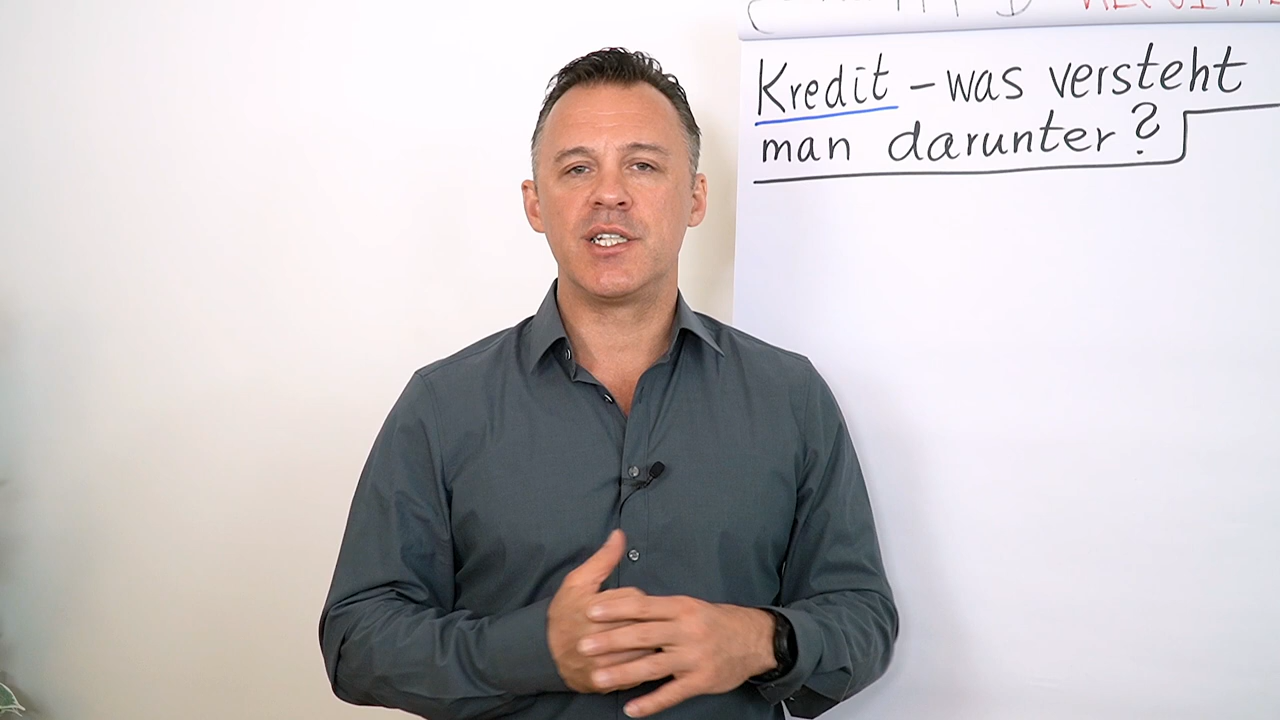 Kredit – was versteht
man darunter?